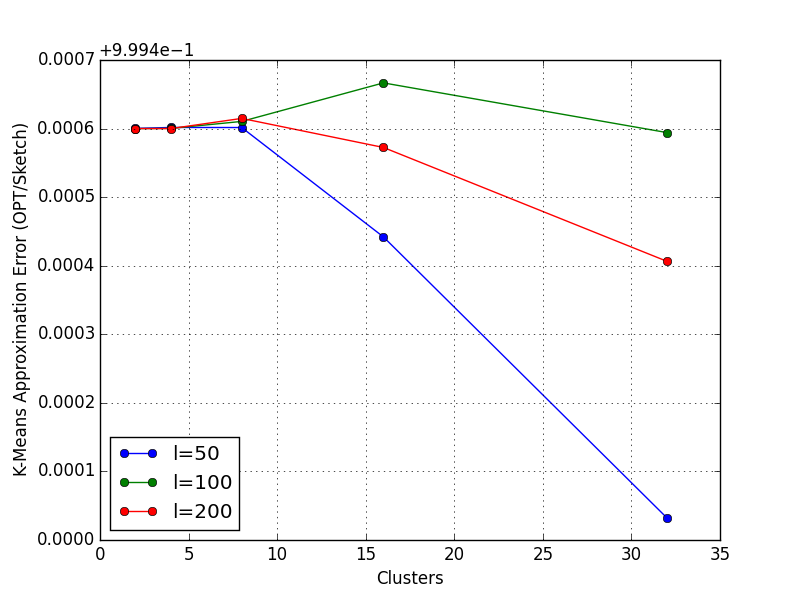 +9.994e−1
0.0007
0.0006
0.0005
0.0004
0.0003
0.0002
0.0001
0.0000
K-Means Approximation Error (OPT/Sketch)
l=50
l=100
l=200
0 5 10 15 20 25 30 35
Clusters